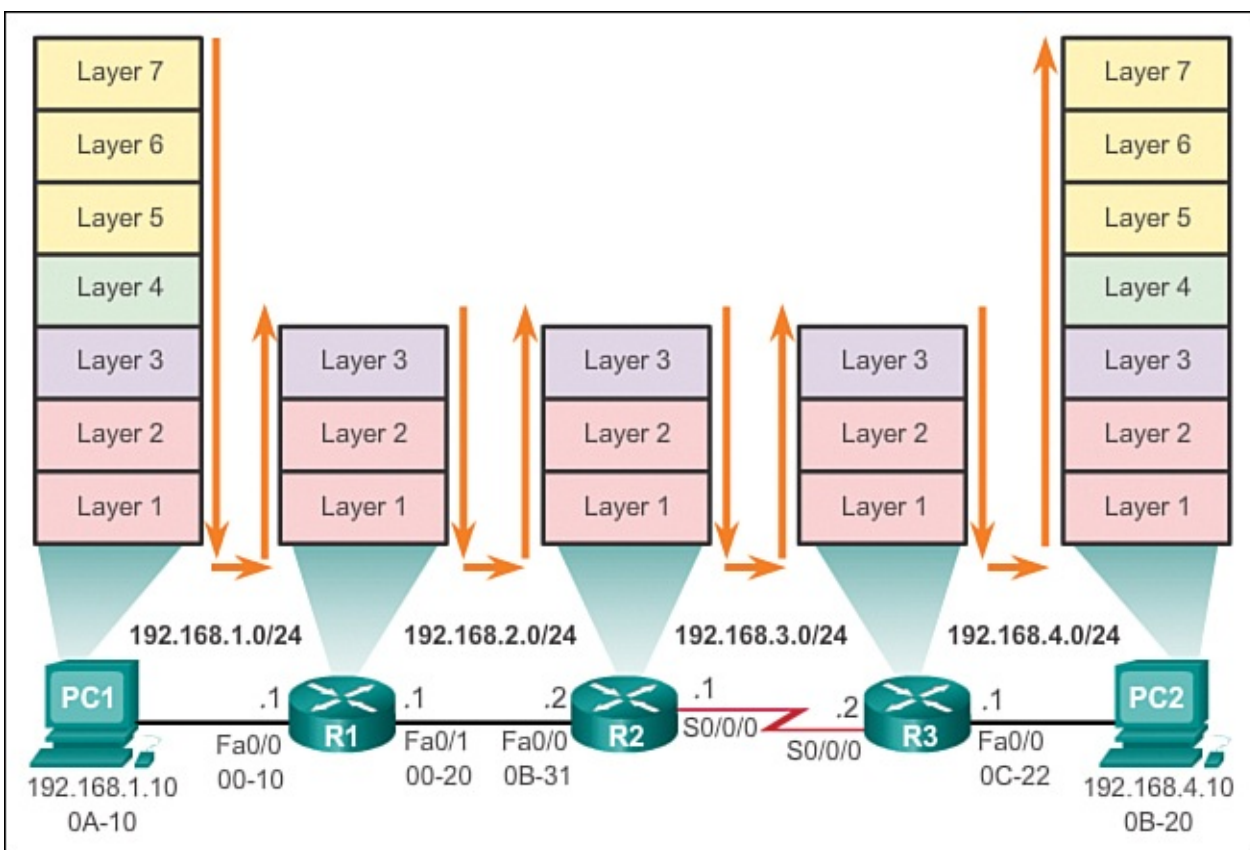 Layer 7
Layer 6
Layer 5
Layer 4
Layer 3
Layer 2
Layer 1
Layer 3
Layer 2
Layer 1
Layer 3
Layer 2
Layer 1
Layer 3
Layer 2
Layer 1
Layer 7
Layer 6
Layer 5
Layer 4
Layer 3
Layer 2
Layer 1
192.168.1.0/24
192.168.2.0/24
192.168.3.0/24
192.168.4.0/24
PC1
192.168.1.10
0A-10
.1
Fa0/0
00-10
R1
.1
Fa0/1
00-20
.2
Fa0/0
0B-31
R2
.1
S0/0/0
.2
S0/0/0
R3
.1
Fa0/0
0C-22
PC2
192.168.4.10
0B-20